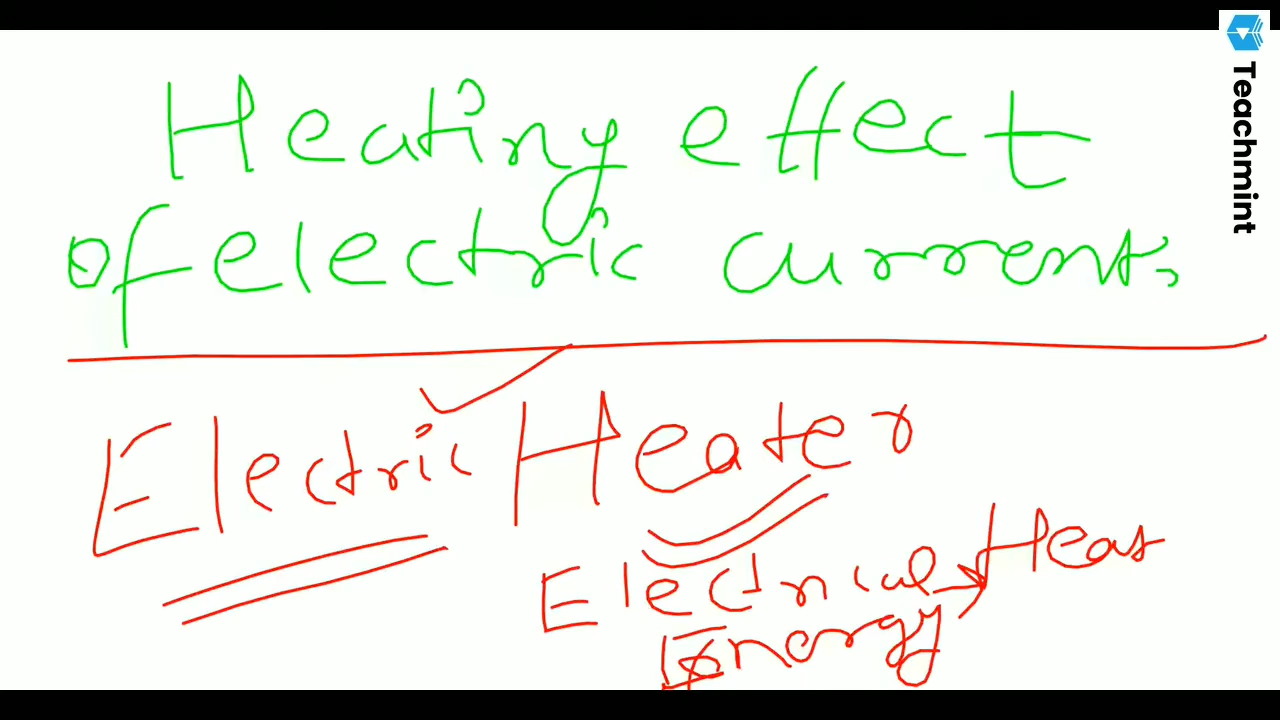 Heating effect
of electric current.
Electric Heater
Electrical → Heat
Energy
Teachmint